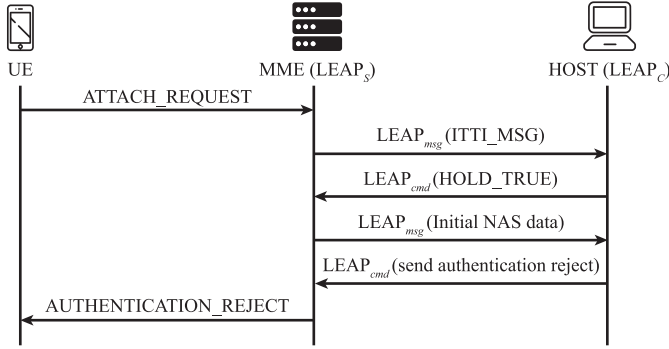 UE
MME (LEAPS)
HOST (LEAPC)
ATTACH_REQUEST
LEAPmsg (ITTI_MSG)
LEAPcmd (HOLD_TRUE)
LEAPmsg (Initial NAS data)
LEAPcmd (send authentication reject)
AUTHENTICATION_REJECT